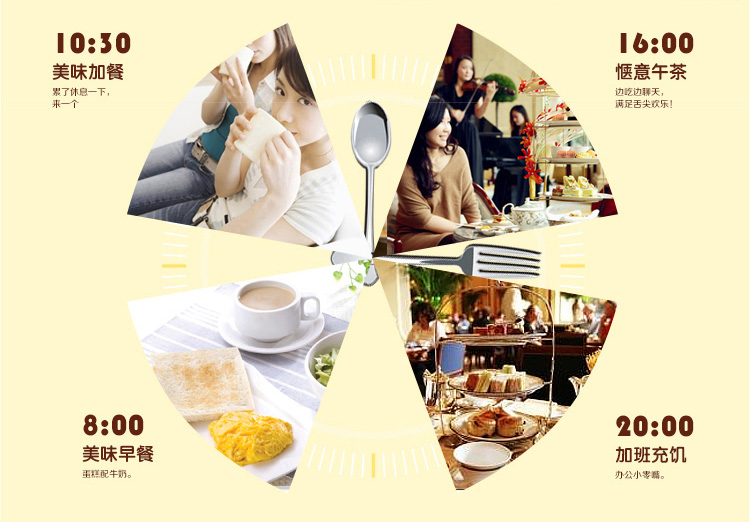 10:30
美味加餐
累了休息一下，
来一个
16:00
惬意午茶
边吃边聊天，
满足舌尖欢乐！
8:00
美味早餐
蛋糕配牛奶。
20:00
加班充饥
办公小零嘴。